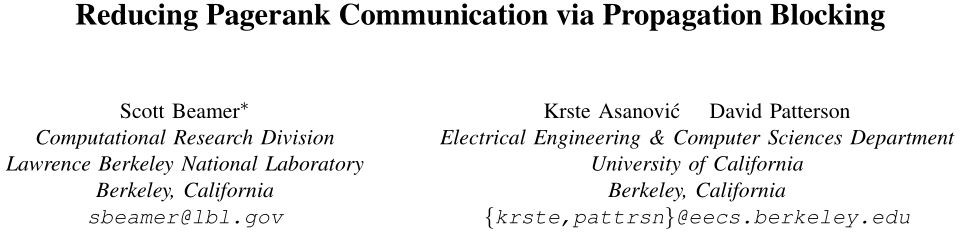 Reducing Pagerank Communication via Propagation Blocking
Scott Beamer*
Computational Research Division
Lawrence Berkeley National Laboratory
Berkeley, California
sbeamer@lbl.gov
Krste Asanović David Patterson
Electrical Engineering & Computer Sciences Department
University of California
Berkeley, California
{krste,pattrsn}@eecs.berkeley.edu